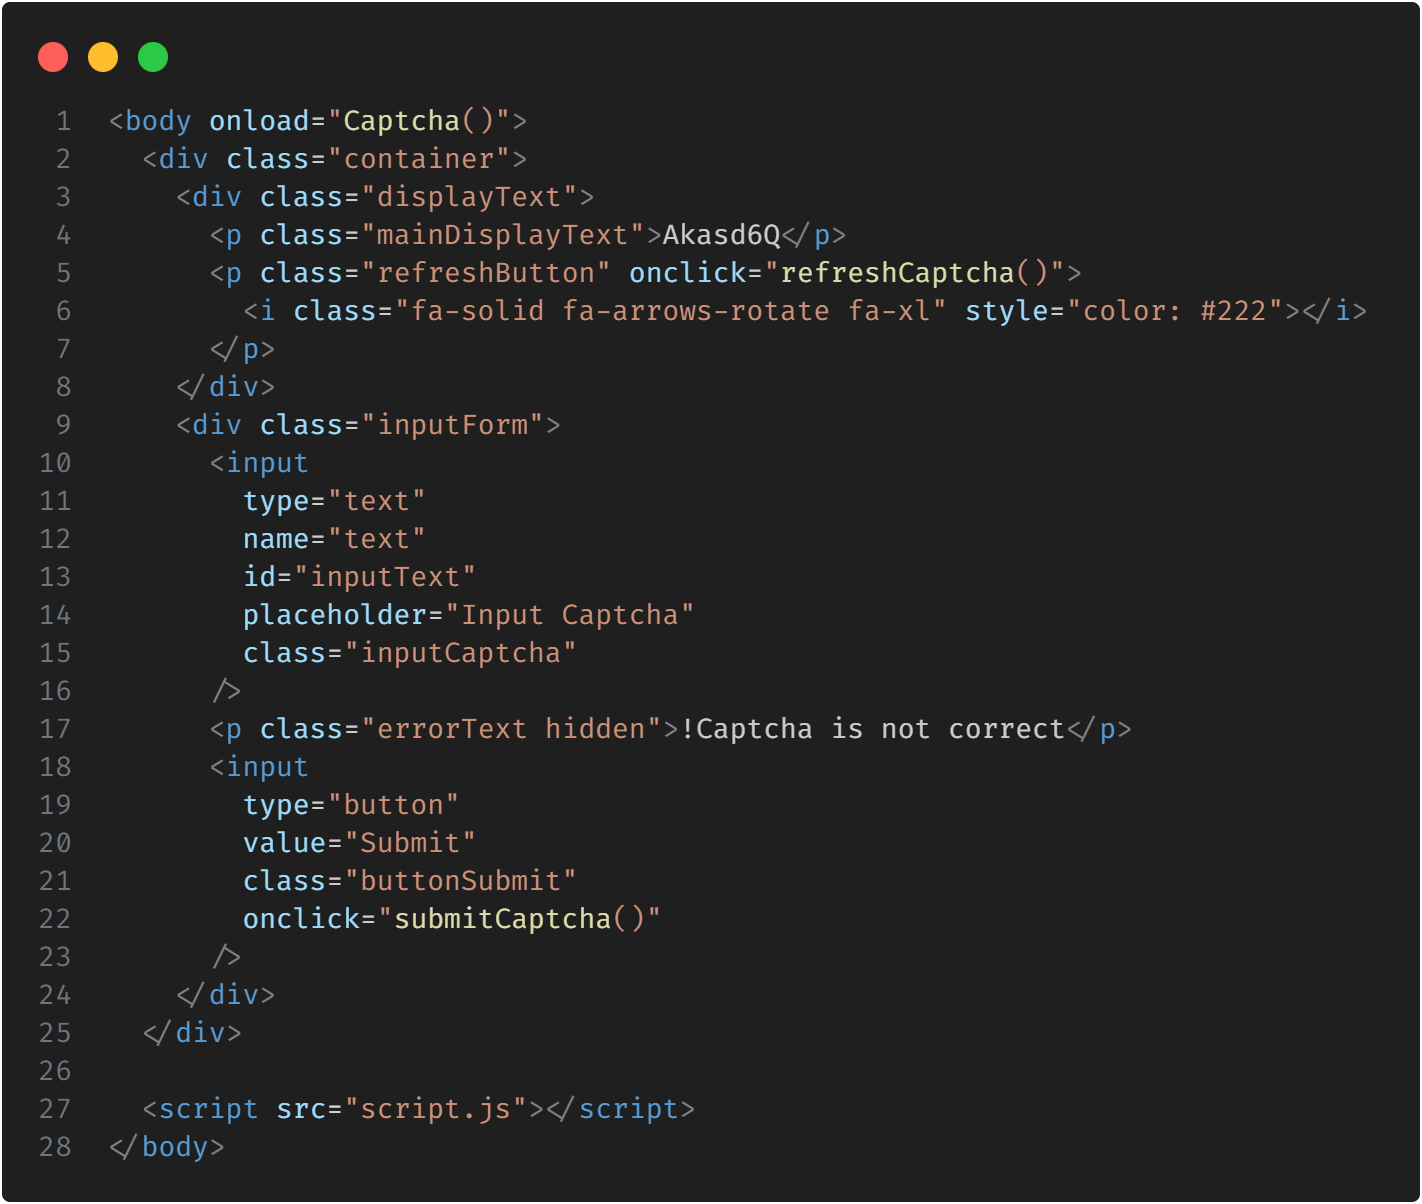 1 <body onload="Captcha()">
2   <div class="container">
3     <div class="displayText">
4       <p class="mainDisplayText">Akasd6Q</p>
5       <p class="refreshButton" onclick="refreshCaptcha()">
6         <i class="fa-solid fa-arrows-rotate fa-xl" style="color: #222"></i>
7       </p>
8     </div>
9     <div class="inputForm">
10       <input
11         type="text"
12         name="text"
13         id="inputText"
14         placeholder="Input Captcha"
15         class="inputCaptcha"
16       />
17       <p class="errorText hidden">!Captcha is not correct</p>
18       <input
19         type="button"
20         value="Submit"
21         class="buttonSubmit"
22         onclick="submitCaptcha()"
23       />
24     </div>
25   </div>
26
27   <script src="script.js"></script>
28 </body>